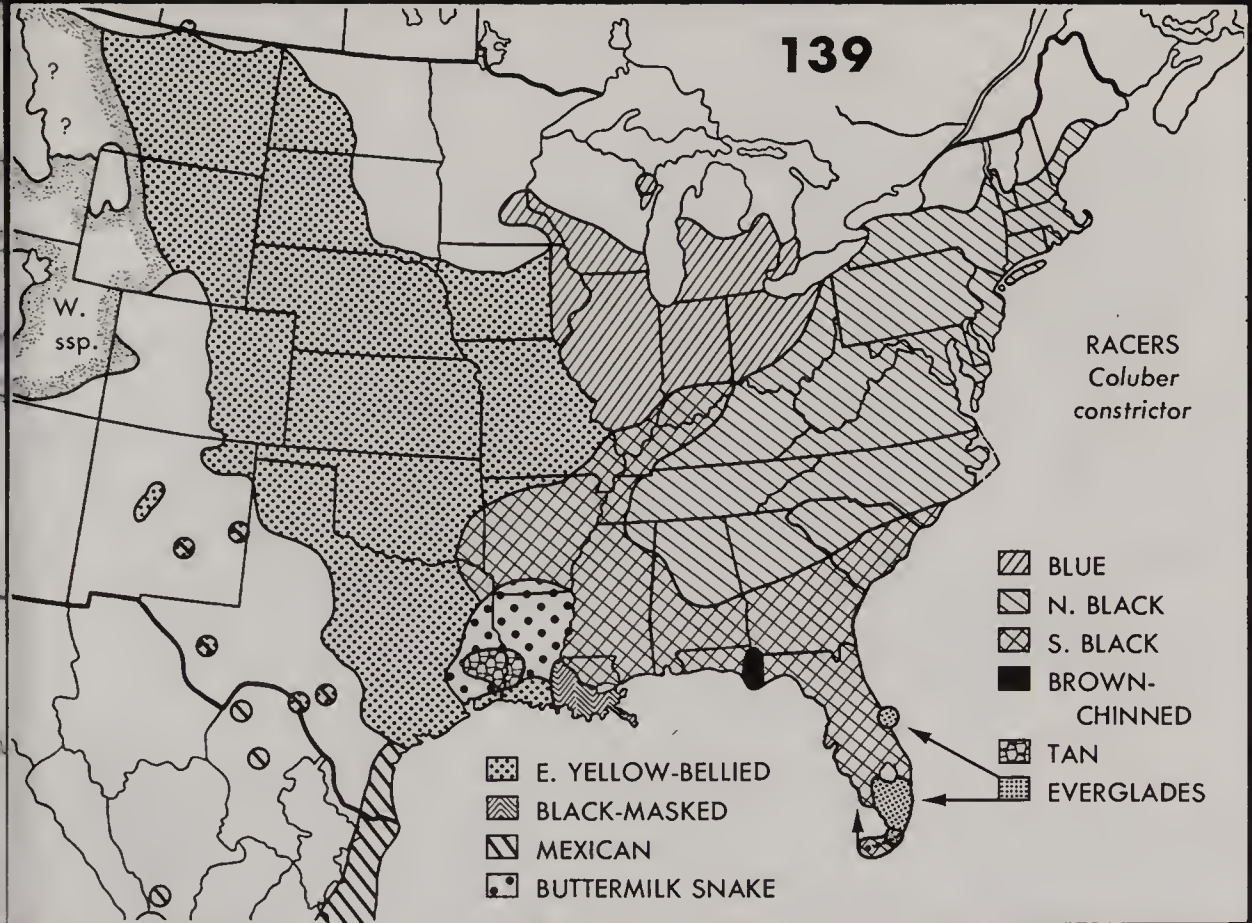 139
?
?
W.
ssp.
RACERS
Coluber
constrictor
BLUE
N. BLACK
S. BLACK
BROWN-
CHINNED
TAN
EVERGLADES
E. YELLOW-BELLIED
BLACK-MASKED
MEXICAN
BUTTERMILK SNAKE